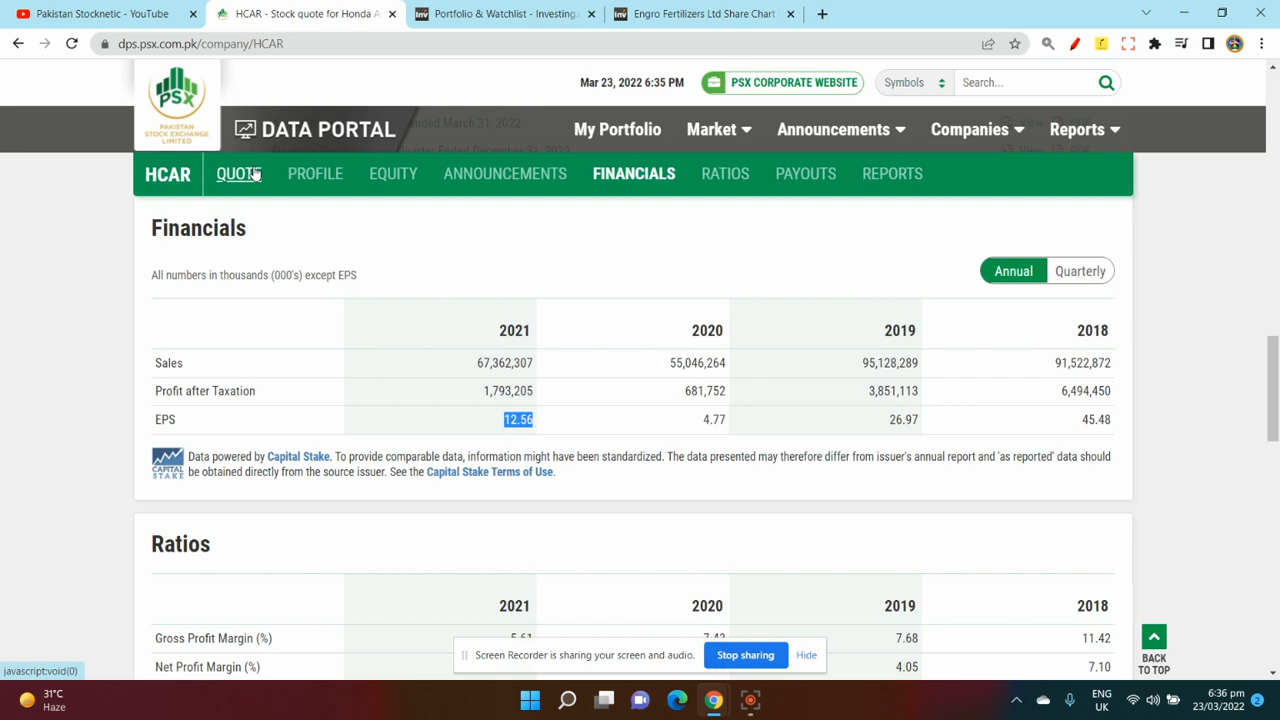 Pakistan Stocknetic - YouTube
HCAR - Stock quote for Honda A
Portfolio & Watchlist - Investing.c
Engro Fertilizers Ltd Share Chart
dps.psx.com.pk/company/HCAR
Mar 23, 2022 6:35 PM
PSX CORPORATE WEBSITE
Symbols
Search...
PSX
PAKISTAN
STOCK EXCHANGE
LIMITED
DATA PORTAL
My Portfolio
Market
Announcements
Companies
Reports
HCAR
QUOTE
PROFILE
EQUITY
ANNOUNCEMENTS
FINANCIALS
RATIOS
PAYOUTS
REPORTS
Financials
All numbers in thousands (000's) except EPS
Annual Quarterly
2021 2020 2019 2018
Sales 67,362,307 55,046,264 95,128,289 91,522,872
Profit after Taxation 1,793,205 681,752 3,851,113 6,494,450
EPS 12.56 4.77 26.97 45.48
CAPITAL
STAKE
Data powered by Capital Stake. To provide comparable data, information might have been standardized. The data presented may therefore differ from issuer's annual report and 'as reported' data should
be obtained directly from the source issuer. See the Capital Stake Terms of Use.
Ratios
2021 2020 2019 2018
Gross Profit Margin (%) 5.61 7.42 7.68 11.42
Net Profit Margin (%) 4.05 7.10
Screen Recorder is sharing your screen and audio. Stop sharing Hide
BACK
TO TOP
javascript:void(0)
31°C
Haze
ENG
UK
6:36 pm
23/03/2022
2